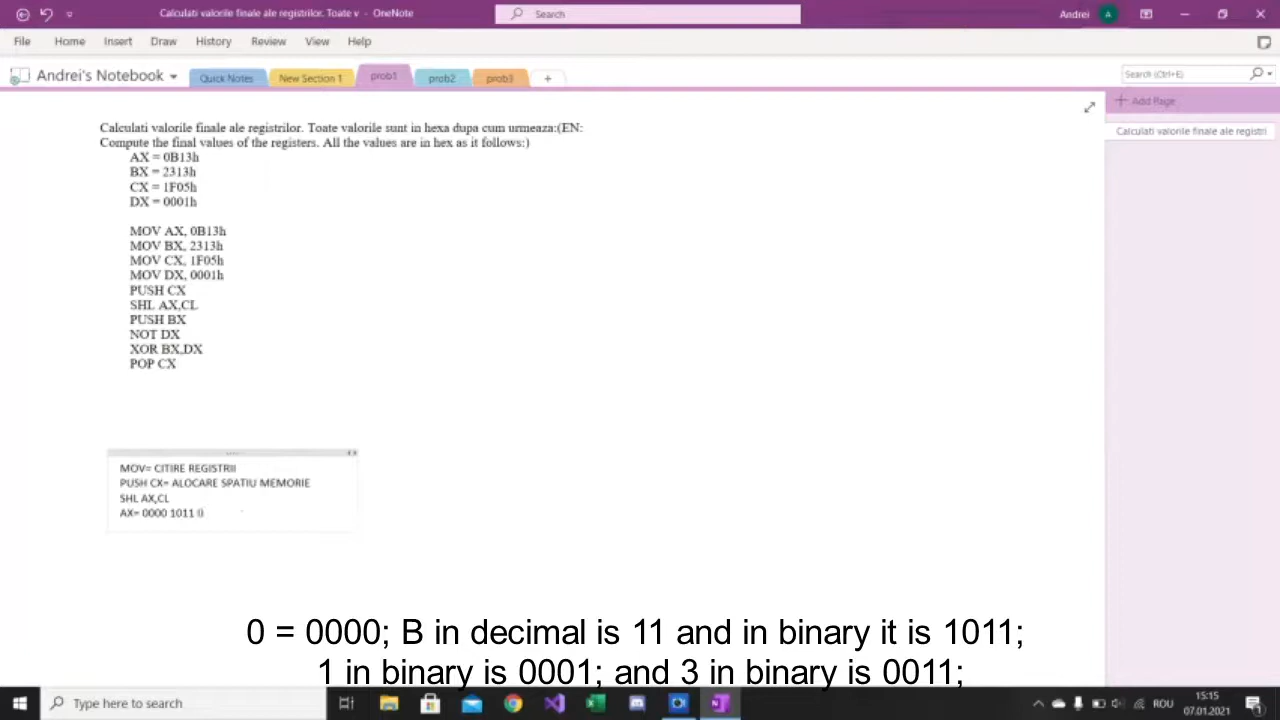 Calculati valorile finale ale registrilor. Toate v - OneNote
Search
Andrei
A
File Home Insert Draw History Review View Help
Andrei's Notebook
Quick Notes
New Section 1
prob1
prob2
prob3
+
Search (Ctrl+E)
Add Page
Calculati valorile finale ale registri
Calculati valorile finale ale registrilor. Toate valorile sunt in hexa dupa cum urmeaza:(EN:
Compute the final values of the registers. All the values are in hex as it follows:)
AX = 0B13h
BX = 2313h
CX = 1F05h
DX = 0001h
MOV AX, 0B13h
MOV BX, 2313h
MOV CX, 1F05h
MOV DX, 0001h
PUSH CX
SHL AX,CL
PUSH BX
NOT DX
XOR BX,DX
POP CX
MOV= CITIRE REGISTRII
PUSH CX= ALOCARE SPATIU MEMORIE
SHL AX,CL
AX= 0000 1011 0
0 = 0000; B in decimal is 11 and in binary it is 1011;
1 in binary is 0001; and 3 in binary is 0011;
Type here to search
ROU
15:15
07.01.2021
1